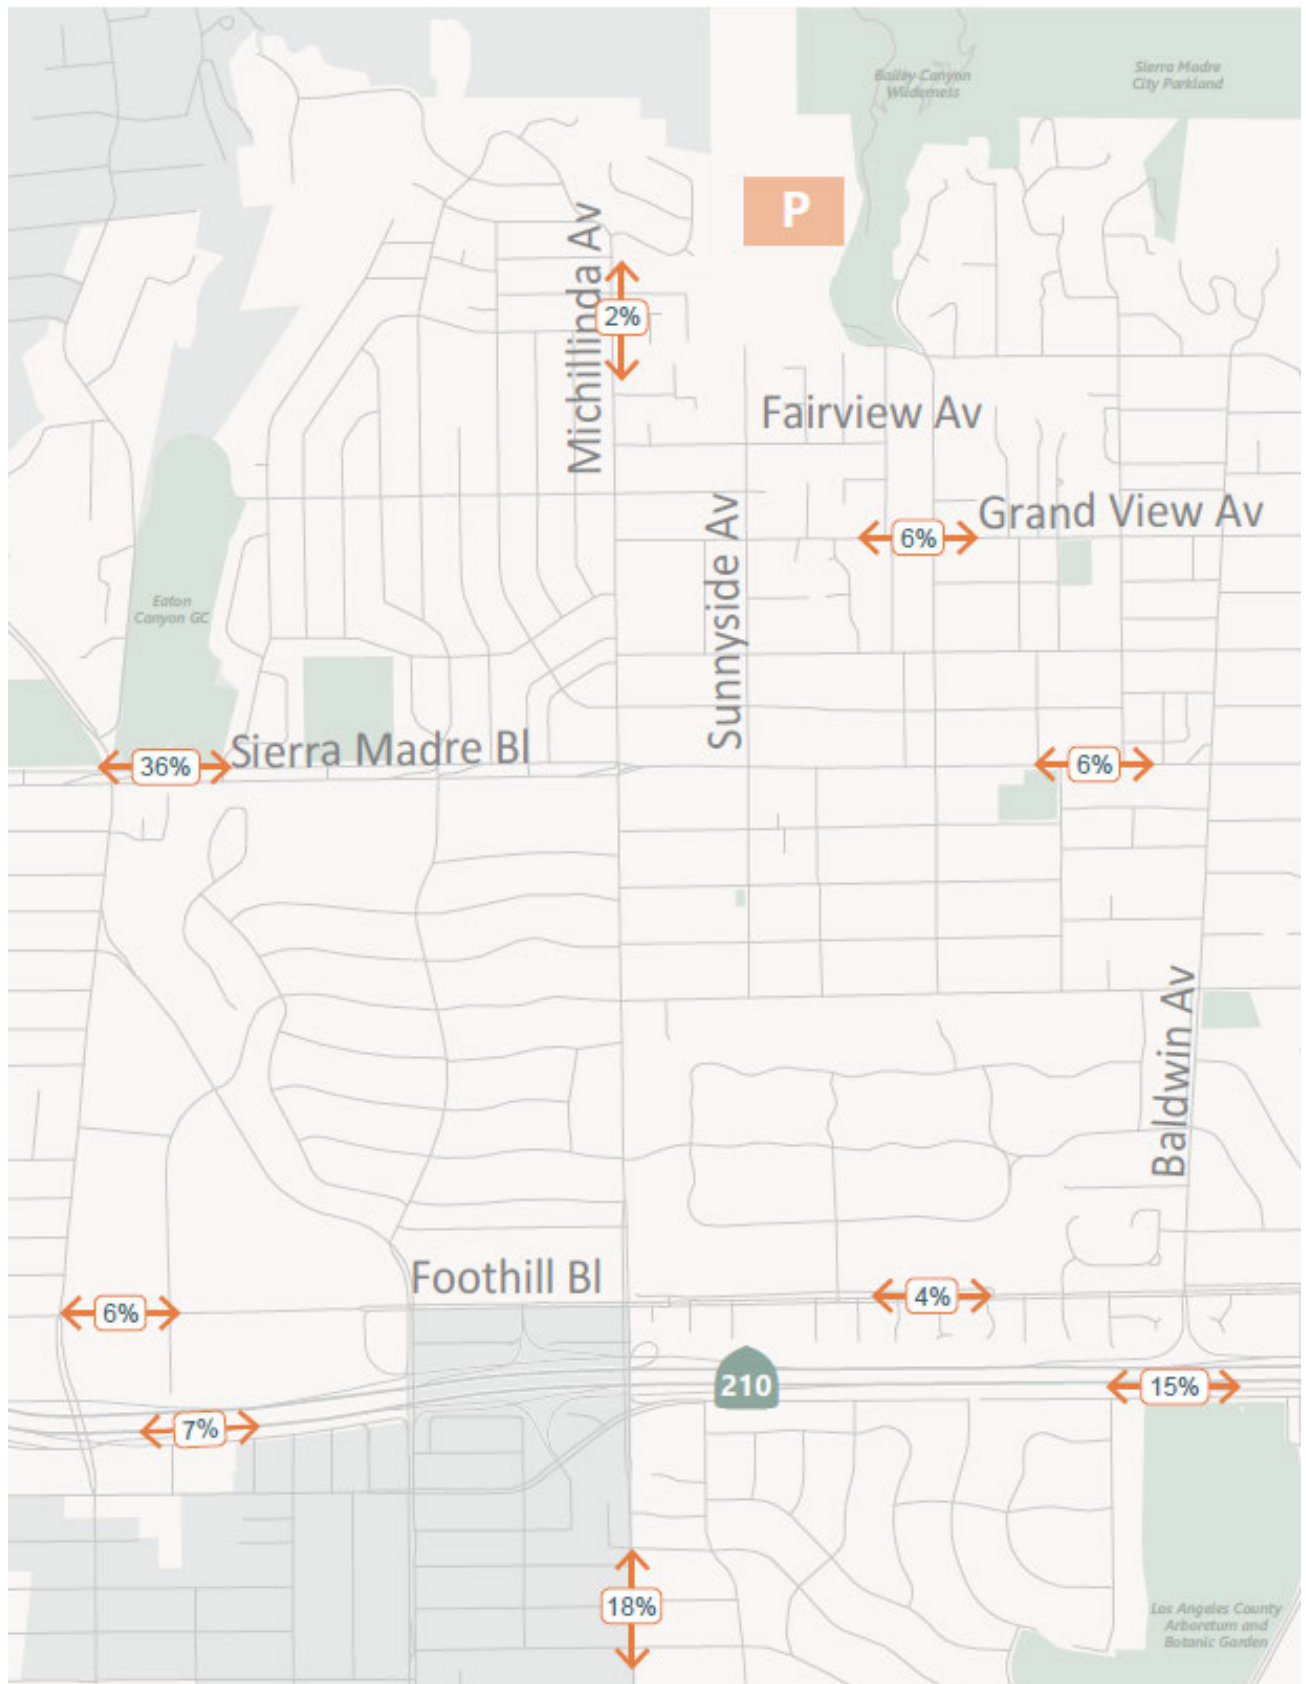 Bailey Canyon
Wilderness
Sierra Madre
City Parkland
P
Michillinda Av
2%
Fairview Av
Grand View Av
6%
Sunnyside Av
Eaton
Canyon GC
Sierra Madre Bl
36%
6%
Baldwin Av
Foothill Bl
6%
4%
210
15%
7%
18%
Los Angeles County
Arboretum and
Botanic Garden